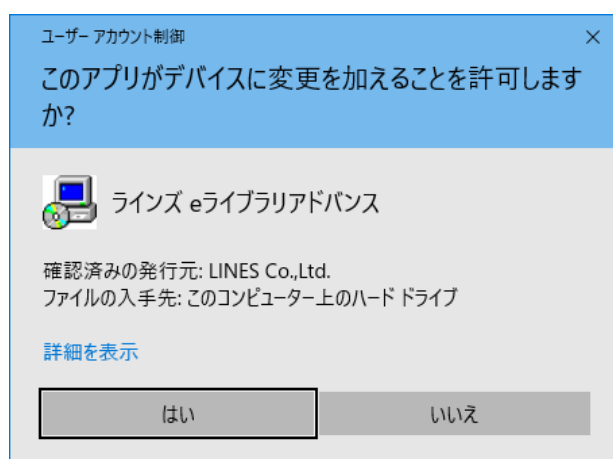 ユーザー アカウント制御
このアプリがデバイスに変更を加えることを許可します
か?
ラインズ eライブラリアドバンス
確認済みの発行元: LINES Co.,Ltd.
ファイルの入手先: このコンピューター上のハード ドライブ
詳細を表示
はい
いいえ